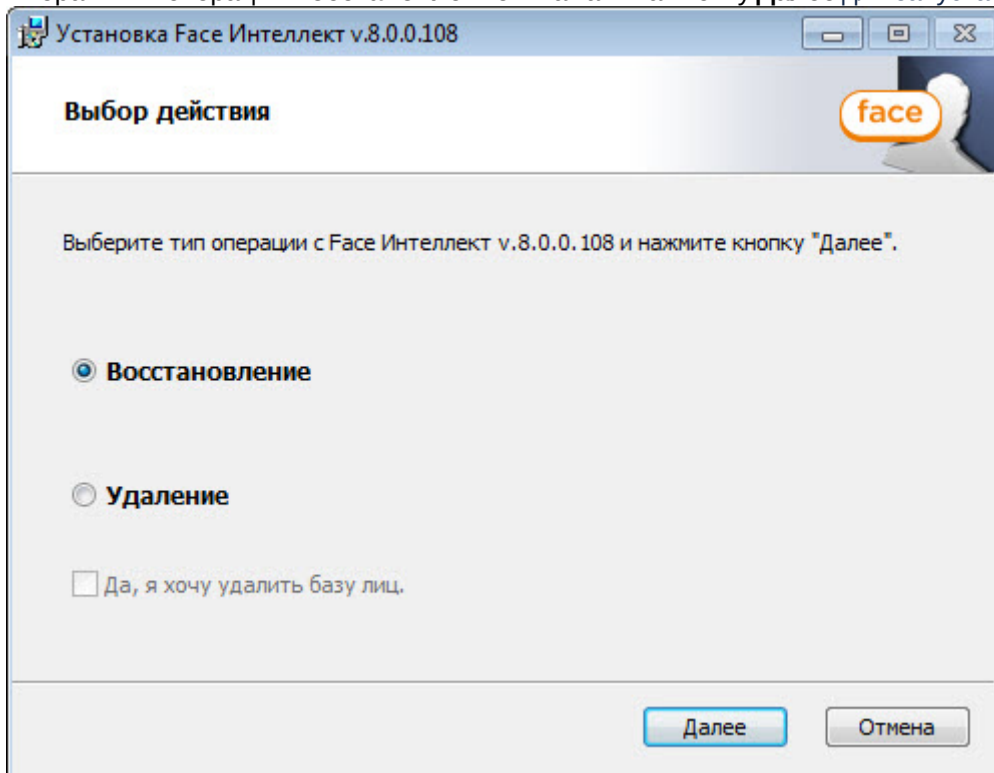 Установка Face Интеллект v.8.0.0.108
Выбор действия
face
Выберите тип операции с Face Интеллект v.8.0.0.108 и нажмите кнопку "Далее".
Восстановление
Удаление
Да, я хочу удалить базу лиц.
Далее
Отмена